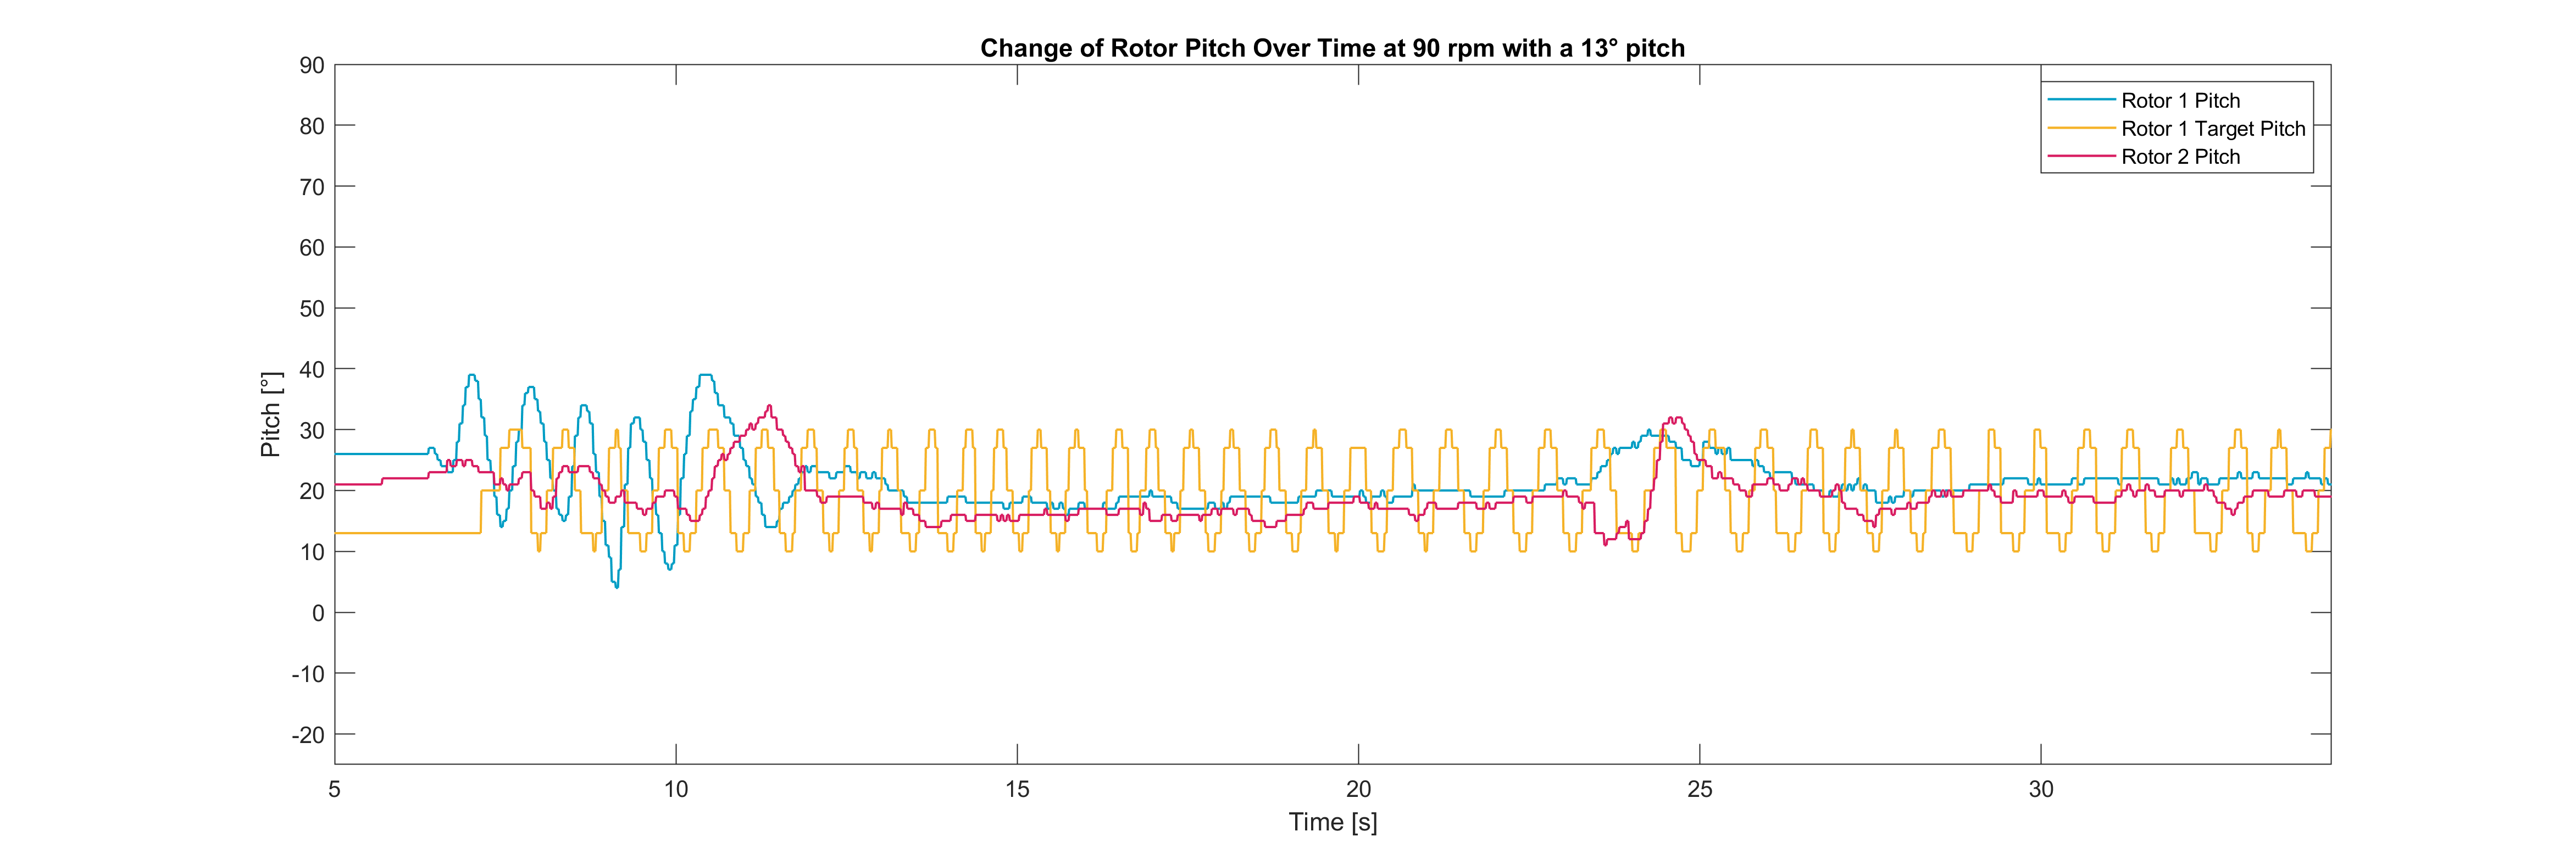 Change of Rotor Pitch Over Time at 90 rpm with a 13° pitch
Rotor 1 Pitch
Rotor 1 Target Pitch
Rotor 2 Pitch
Pitch [°]
90
80
70
60
50
40
30
20
10
0
-10
-20
5 10 15 20 25 30
Time [s]